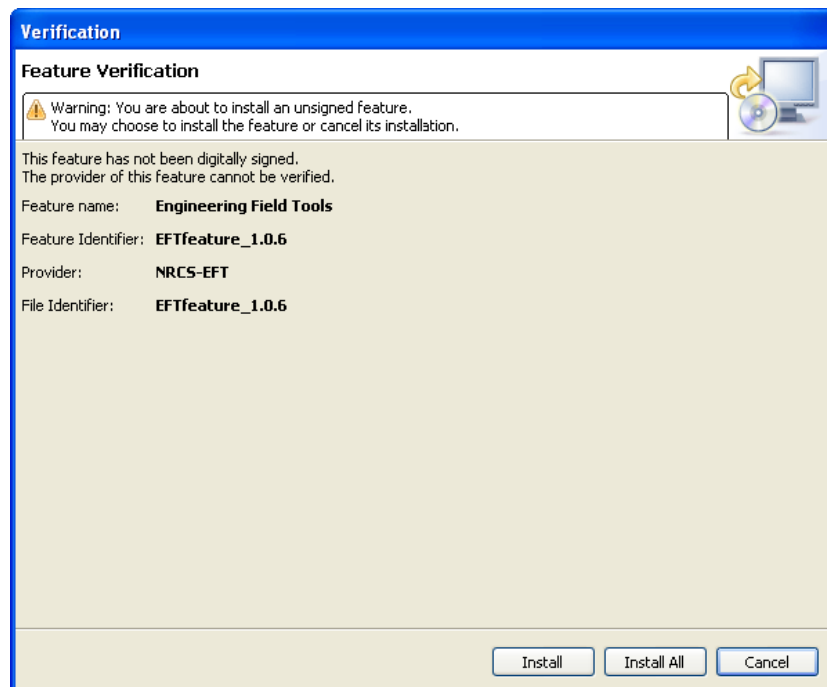 Verification
Feature Verification
Warning: You are about to install an unsigned feature.
You may choose to install the feature or cancel its installation.
This feature has not been digitally signed.
The provider of this feature cannot be verified.
Feature name: Engineering Field Tools
Feature Identifier: EFTfeature_1.0.6
Provider: NRCS-EFT
File Identifier: EFTfeature_1.0.6
Install Install All Cancel